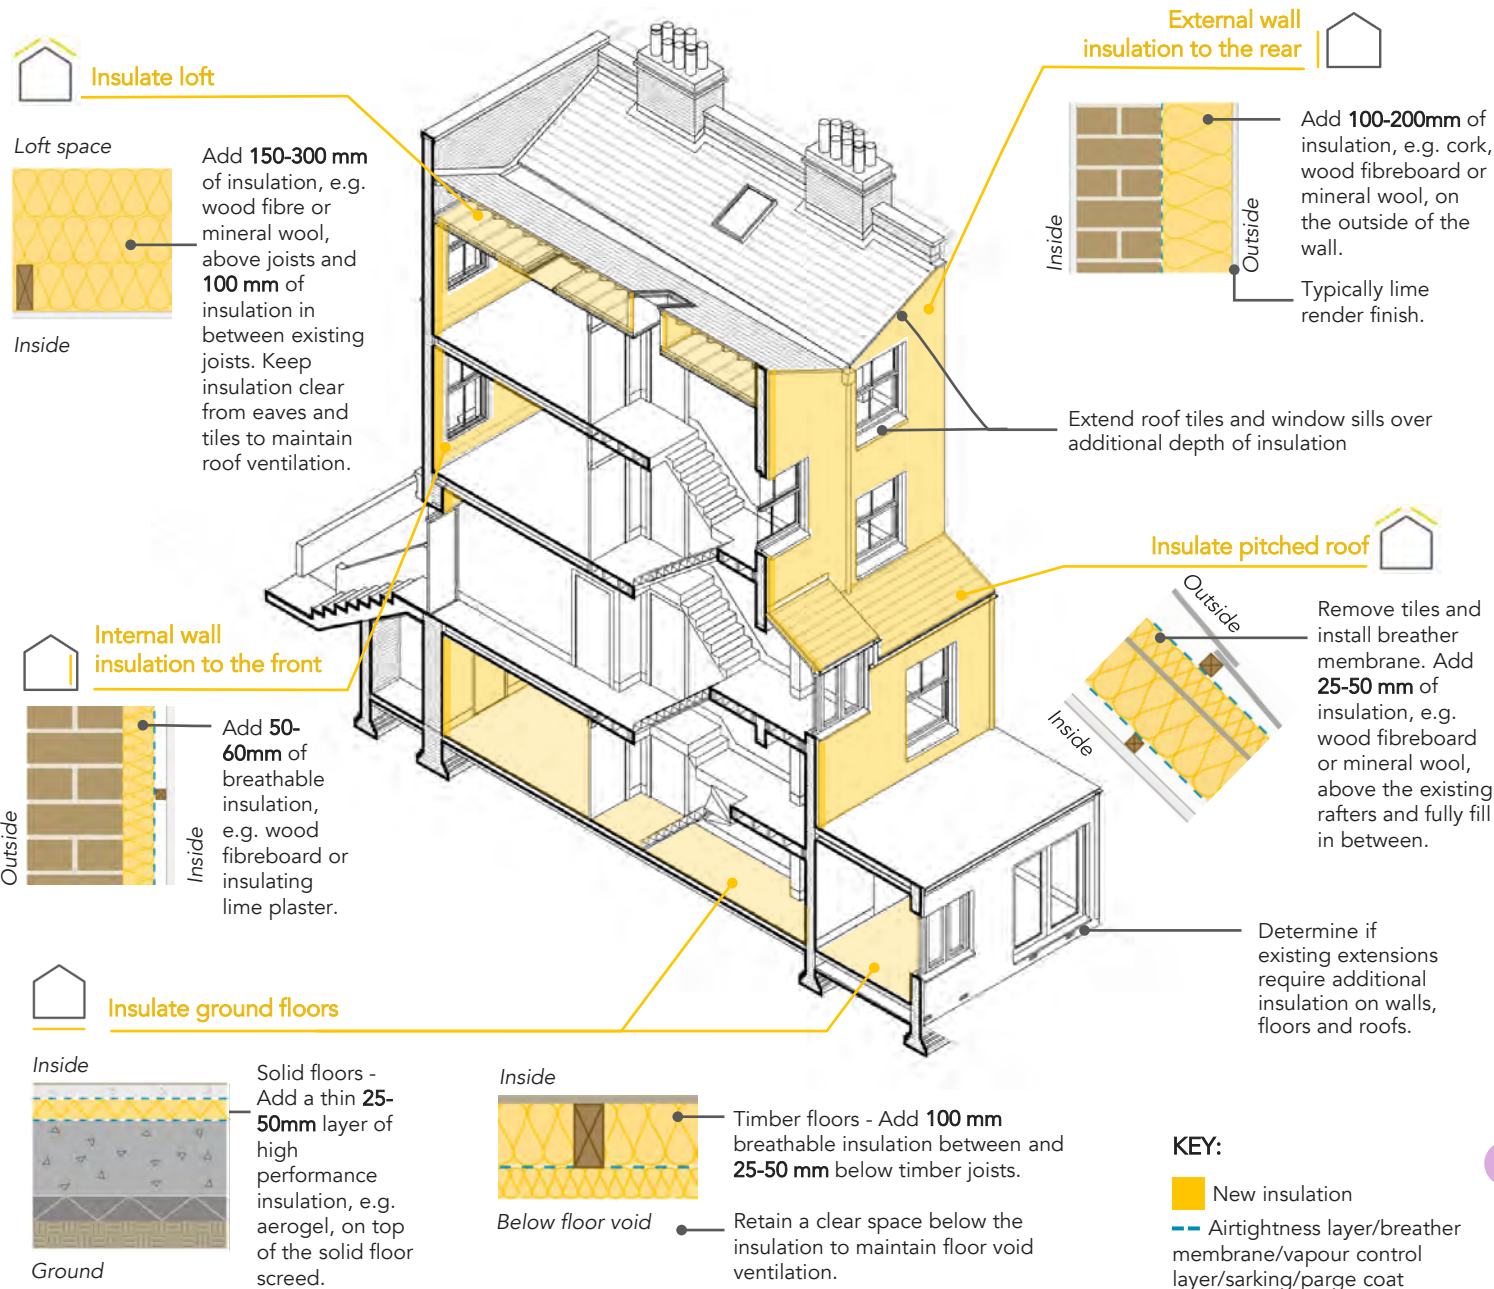 Insulate loft
Loft space
Inside
Add 150-300 mm
of insulation, e.g.
wood fibre or
mineral wool,
above joists and
100 mm of
insulation in
between existing
joists. Keep
insulation clear
from eaves and
tiles to maintain
roof ventilation.
External wall
insulation to the rear
Inside
Outside
Add 100-200mm of
insulation, e.g. cork,
wood fibreboard or
mineral wool, on
the outside of the
wall.
Typically lime
render finish.
Extend roof tiles and window sills over
additional depth of insulation
Insulate pitched roof
Outside
Inside
Remove tiles and
install breather
membrane. Add
25-50 mm of
insulation, e.g.
wood fibreboard
or mineral wool,
above the existing
rafters and fully fill
in between.
Internal wall
insulation to the front
Outside
Inside
Add 50-
60mm of
breathable
insulation,
e.g. wood
fibreboard or
insulating
lime plaster.
Determine if
existing extensions
require additional
insulation on walls,
floors and roofs.
Insulate ground floors
Inside
Ground
Solid floors -
Add a thin 25-
50mm layer of
high
performance
insulation, e.g.
aerogel, on top
of the solid floor
screed.
Inside
Below floor void
Timber floors - Add 100 mm
breathable insulation between and
25-50 mm below timber joists.
Retain a clear space below the
insulation to maintain floor void
ventilation.
KEY:
New insulation
Airtightness layer/breather
membrane/vapour control
layer/sarking/parge coat